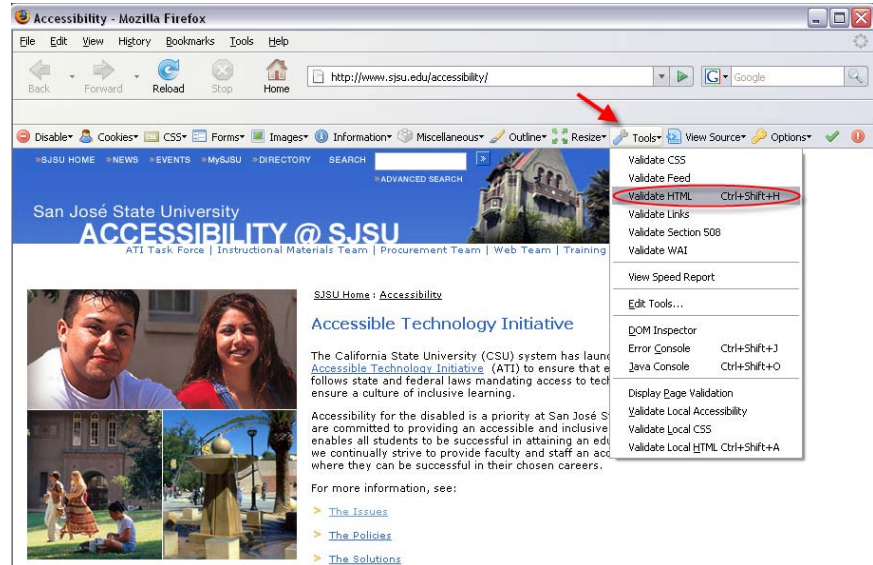 Accessibility - Mozilla Firefox
File Edit View History Bookmarks Tools Help
Back Forward Reload Stop Home http://www.sjsu.edu/accessibility/ Google
Disable Cookies CSS Forms Images Information Miscellaneous Outline Resize Tools View Source Options
»SJSU HOME »NEWS »EVENTS »MySJSU »DIRECTORY SEARCH
»ADVANCED SEARCH
San José State University
ACCESSIBILITY @ SJSU
ATI Task Force | Instructional Materials Team | Procurement Team | Web Team | Training
Validate CSS
Validate Feed
Validate HTML Ctrl+Shift+H
Validate Links
Validate Section 508
Validate WAI
View Speed Report
Edit Tools...
DOM Inspector
Error Console Ctrl+Shift+J
Java Console Ctrl+Shift+O
Display Page Validation
Validate Local Accessibility
Validate Local CSS
Validate Local HTML Ctrl+Shift+A
SJSU Home : Accessibility
Accessible Technology Initiative
The California State University (CSU) system has
Accessible Technology Initiative (ATI) to ensure that
follows state and federal laws mandating access to
ensure a culture of inclusive learning.
Accessibility for the disabled is a priority at San José
are committed to providing an accessible and inclusive
enables all students to be successful in attaining an
we continually strive to provide faculty and staff an
where they can be successful in their chosen careers.
For more information, see:
> The Issues
> The Policies
> The Solutions